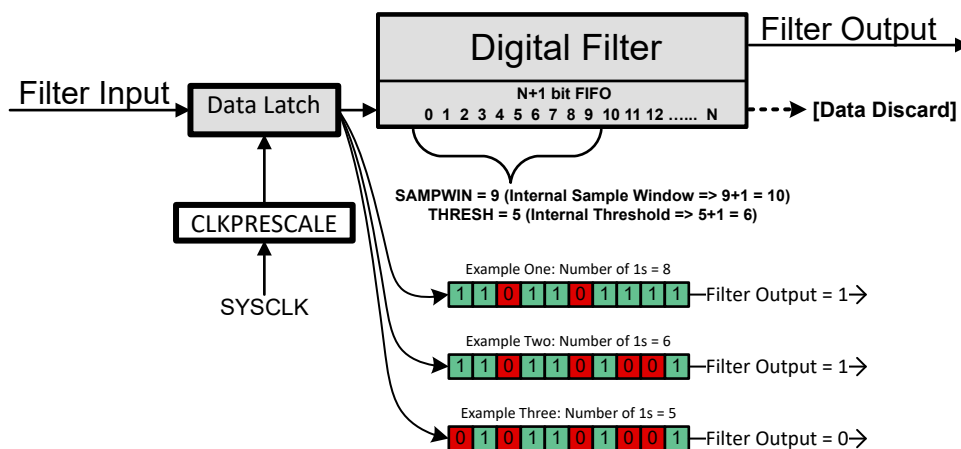 Filter Input
Data Latch
CLKPRESCALE
SYSCLK
Digital Filter
N+1 bit FIFO
0 1 2 3 4 5 6 7 8 9 10 11 12 ...... N
Filter Output
[Data Discard]
SAMPWIN = 9 (Internal Sample Window => 9+1 = 10)
THRESH = 5 (Internal Threshold => 5+1 = 6)
Example One: Number of 1s = 8
1 1 0 1 1 0 1 1 1 1
Filter Output = 1
Example Two: Number of 1s = 6
1 1 0 1 1 0 1 0 0 1
Filter Output = 1
Example Three: Number of 1s = 5
0 1 0 1 1 0 1 0 0 1
Filter Output = 0